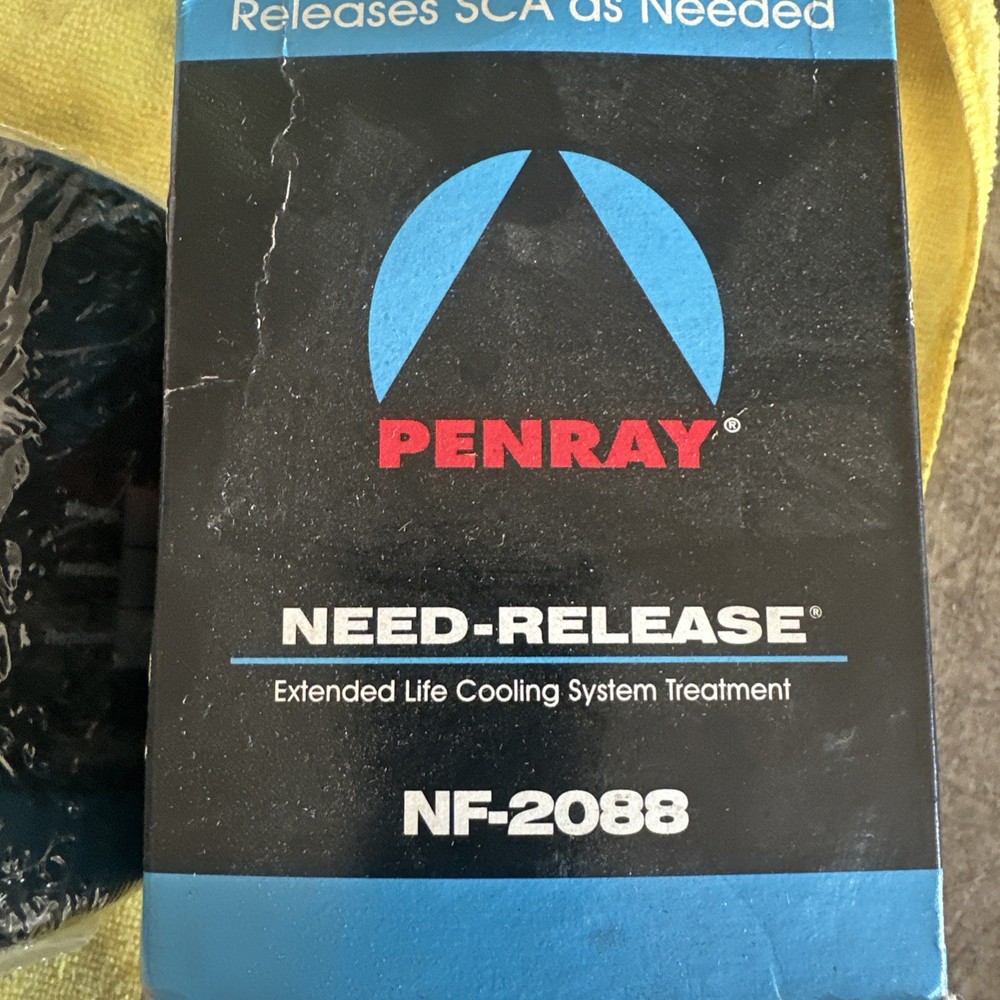 Releases SCA as Needed
PENRAY®
NEED-RELEASE®
Extended Life Cooling System Treatment
NF-2088